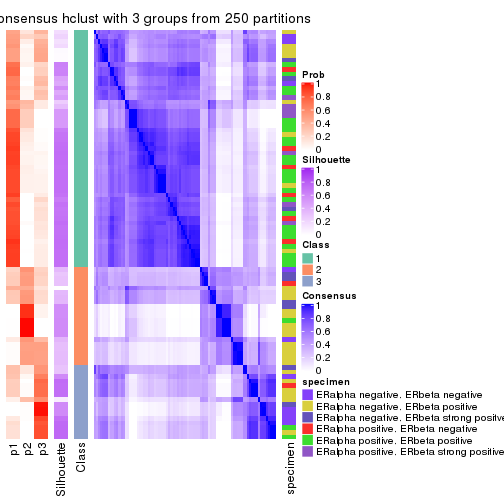 onsensus hclust with 3 groups from 250 partitions
Prob
1
0.8
0.6
0.4
0.2
0
Silhouette
1
0.8
0.6
0.4
0.2
0
Class
1
2
3
Consensus
1
0.8
0.6
0.4
0.2
0
specimen
ERalpha negative. ERbeta negative
ERalpha negative. ERbeta positive
ERalpha negative. ERbeta strong positive
ERalpha positive. ERbeta negative
ERalpha positive. ERbeta positive
ERalpha positive. ERbeta strong positive
p1
p2
p3
Silhouette
Class
specimen